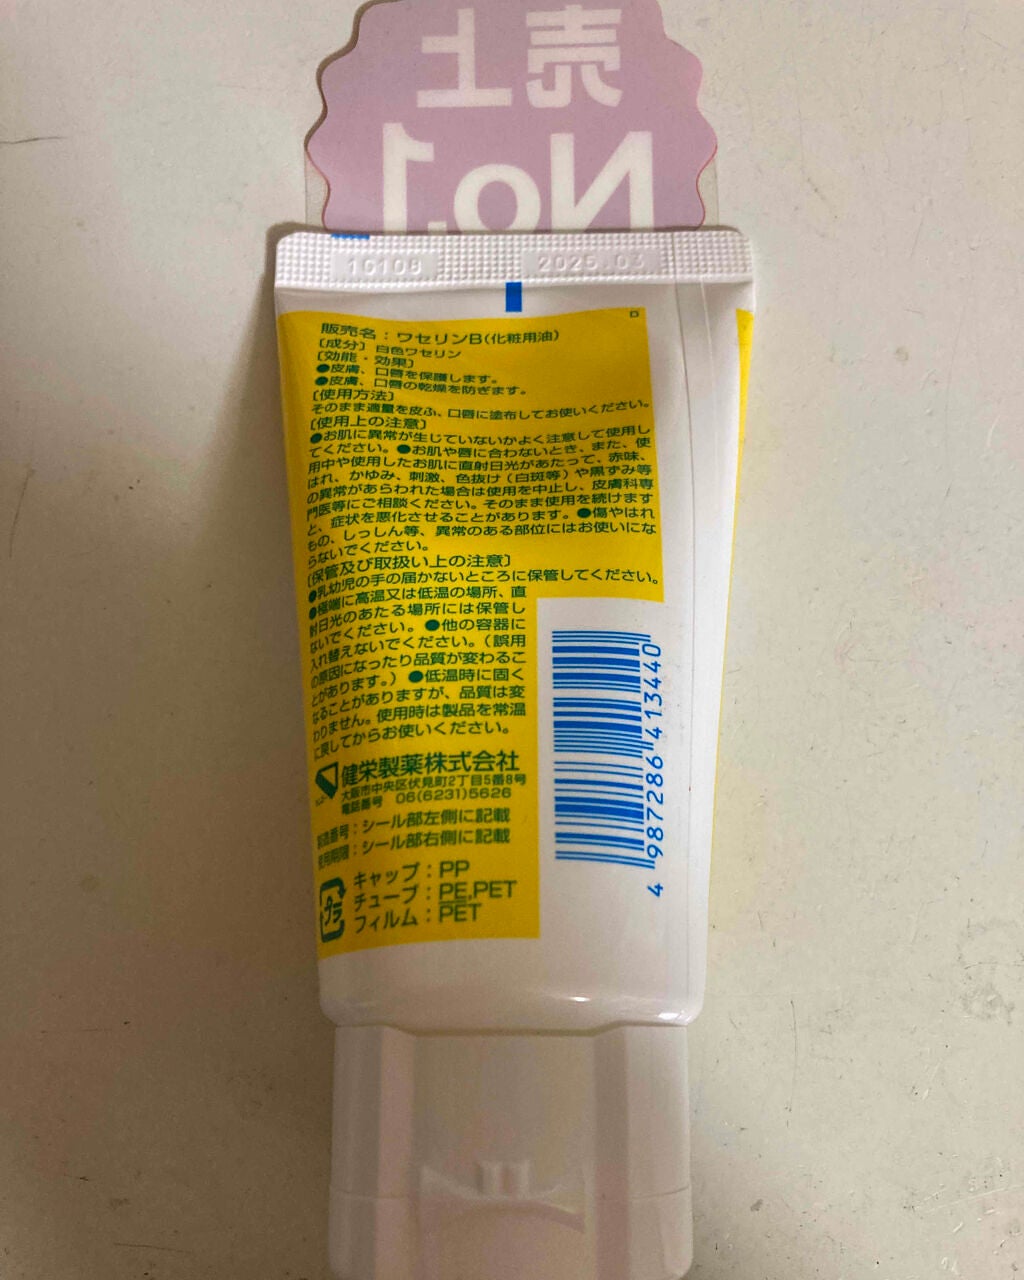 売上
No.1
1G108
2025.03
D
販売名：ワセリンB(化粧用油)
〔成分〕白色ワセリン
〔効能・効果〕
●皮膚、口唇を保護します。
●皮膚、口唇の乾燥を防ぎます。
〔使用方法〕
そのまま適量を皮ふ、口唇に塗布してお使いください。
〔使用上の注意〕
●お肌に異常が生じていないかよく注意して使用し
てください。●お肌や唇に合わないとき、また、使
用中や使用したお肌に直射日光があたって、赤味、
はれ、かゆみ、刺激、色抜け（白斑等）や黒ずみ等
の異常があらわれた場合は使用を中止し、皮膚科専
門医等にご相談ください。そのまま使用を続けます
と、症状を悪化させることがあります。●傷やはれ
もの、しっしん等、異常のある部位にはお使いにな
らないでください。
〔保管及び取扱い上の注意〕
●乳幼児の手の届かないところに保管してください。
●極端に高温又は低温の場所、直
射日光のあたる場所には保管し
ないでください。●他の容器に
入れ替えないでください。（誤用
の原因になったり品質が変わるこ
とがあります。）●低温時に固く
なることがありますが、品質は変
わりません。使用時は製品を常温
に戻してからお使いください。
健栄製薬株式会社
大阪市中央区伏見町2丁目5番8号
電話番号 06(6231)5626
製造番号：シール部左側に記載
使用期限：シール部右側に記載
プラ
キャップ：PP
チューブ：PE,PET
フィルム：PET
4 987286 413440